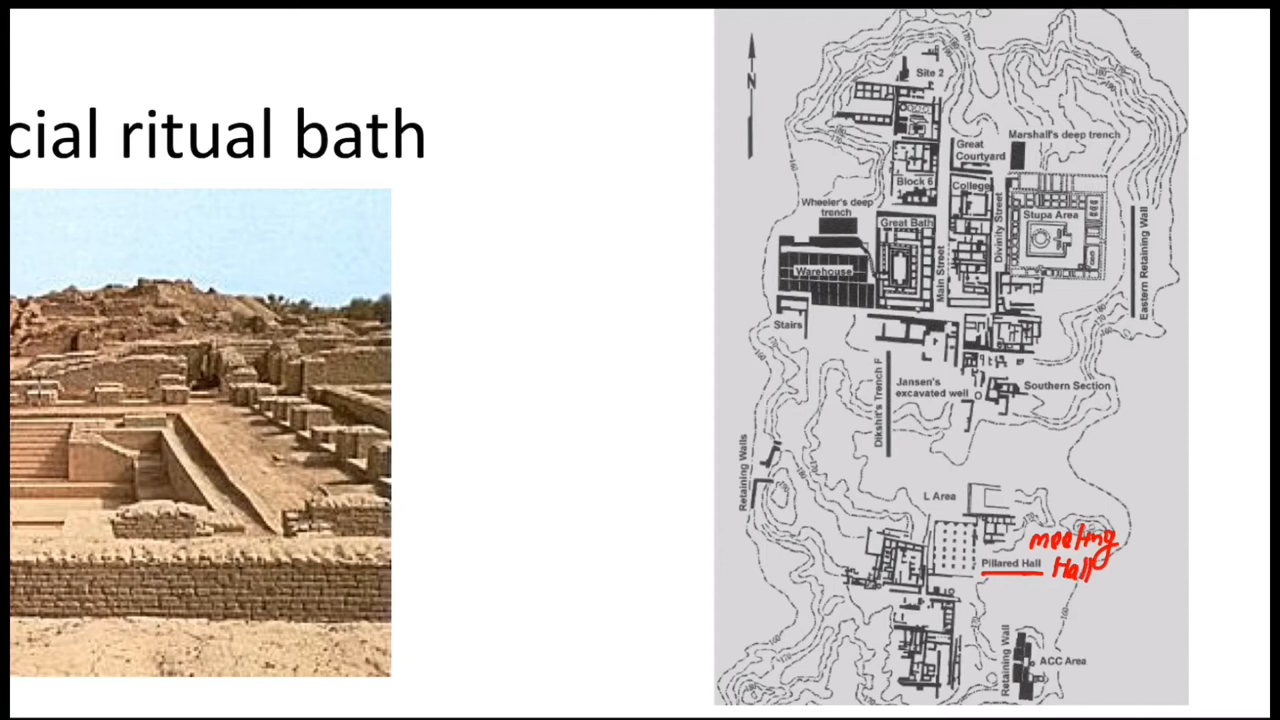 cial ritual bath
N
Site 2
Marshall's deep trench
Great
Courtyard
Block 6
College
Wheeler's deep
trench
Great Bath
Divinity Street
Stupa Area
Eastern Retaining Wall
Warehouse
Main Street
Stairs
Dikshit's Trench F
Jansen's
excavated well
Southern Section
Retaining Walls
L Area
meeting
Hall
Pillared Hall
Retaining Wall
ACC Area